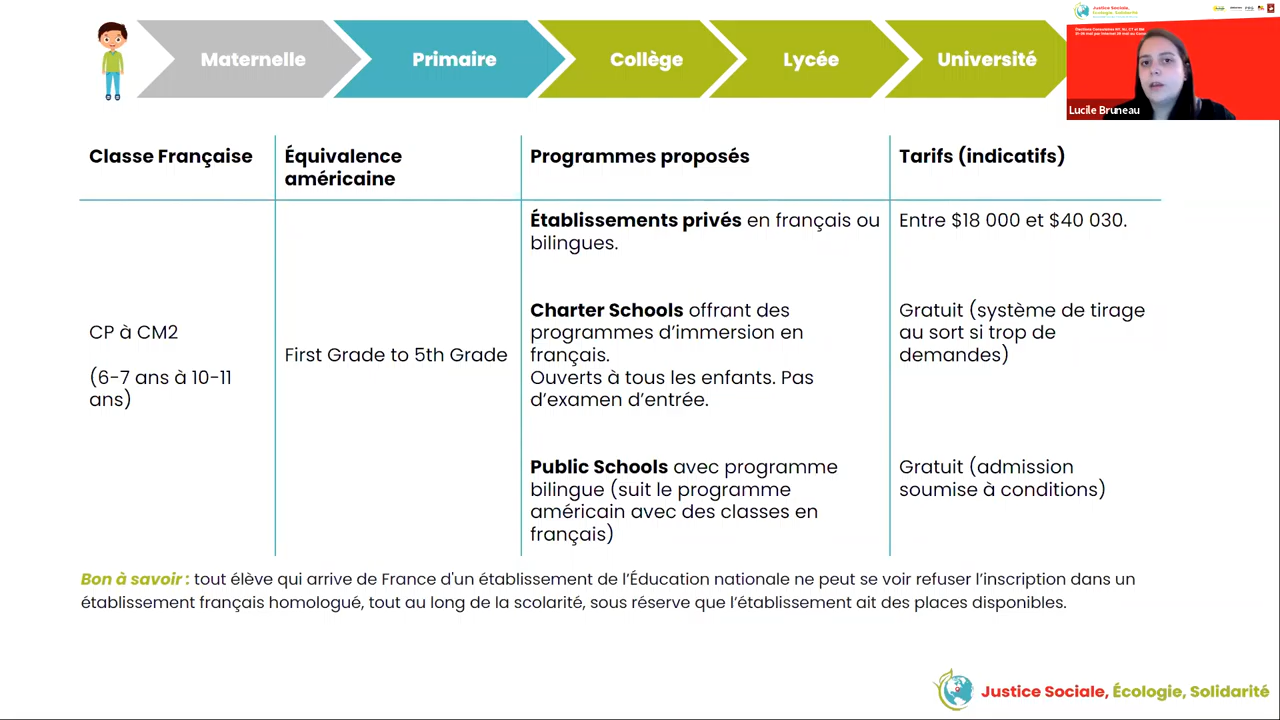 Maternelle
Primaire
Collège
Lycée
Université
Justice Sociale,
Écologie, Solidarité
Lucile Bruneau
Classe Française
Équivalence
américaine
Programmes proposés
Tarifs (indicatifs)
CP à CM2
(6-7 ans à 10-11
ans)
First Grade to 5th Grade
Établissements privés en français ou
bilingues.
Entre $18 000 et $40 030.
Charter Schools offrant des
programmes d’immersion en
français.
Ouverts à tous les enfants. Pas
d’examen d’entrée.
Gratuit (système de tirage
au sort si trop de
demandes)
Public Schools avec programme
bilingue (suit le programme
américain avec des classes en
français)
Gratuit (admission
soumise à conditions)
Bon à savoir : tout élève qui arrive de France d'un établissement de l’Éducation nationale ne peut se voir refuser l’inscription dans un
établissement français homologué, tout au long de la scolarité, sous réserve que l’établissement ait des places disponibles.
Justice Sociale, Écologie, Solidarité